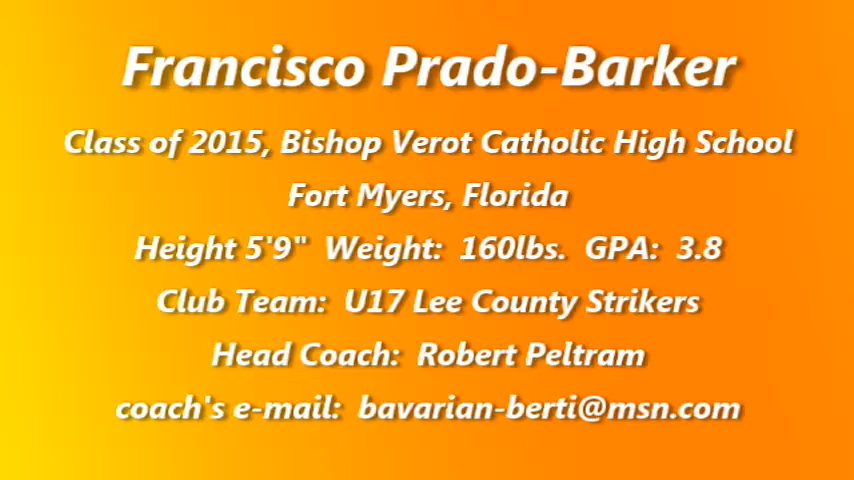 Francisco Prado-Barker
Class of 2015, Bishop Verot Catholic High School
Fort Myers, Florida
Height 5'9" Weight: 160lbs. GPA: 3.8
Club Team: U17 Lee County Strikers
Head Coach: Robert Peltram
coach's e-mail: bavarian-berti@msn.com